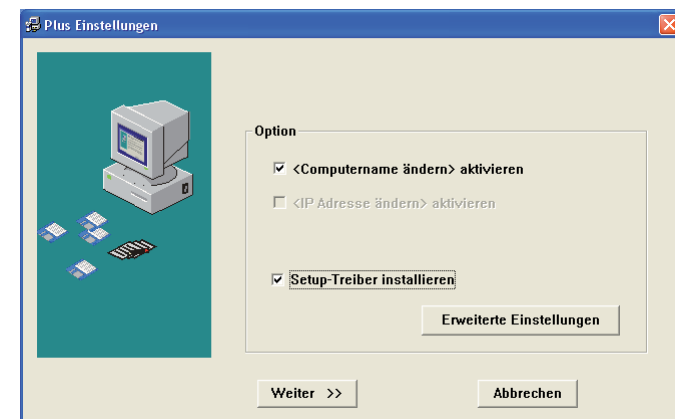 Plus Einstellungen
Option
<Computername ändern> aktivieren
<IP Adresse ändern> aktivieren
Setup-Treiber installieren
Erweiterte Einstellungen
Weiter >>
Abbrechen